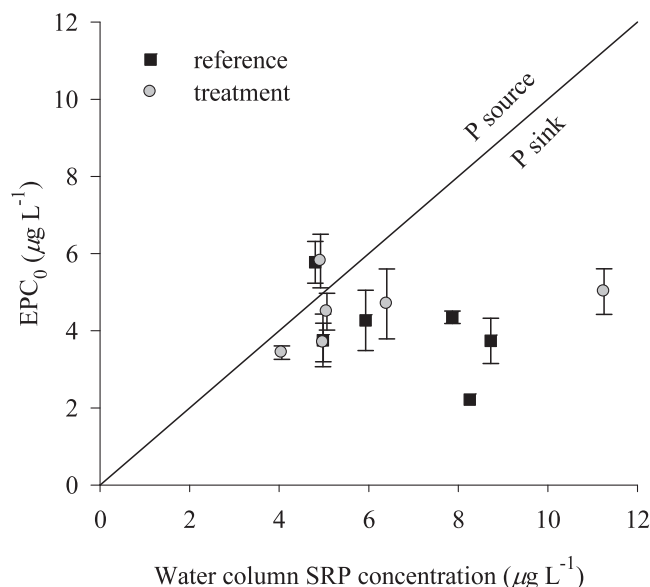 12
10
8
6
4
2
0
EPC₀ (µg L⁻¹)
reference
treatment
P source
P sink
0 2 4 6 8 10 12
Water column SRP concentration (µg L⁻¹)